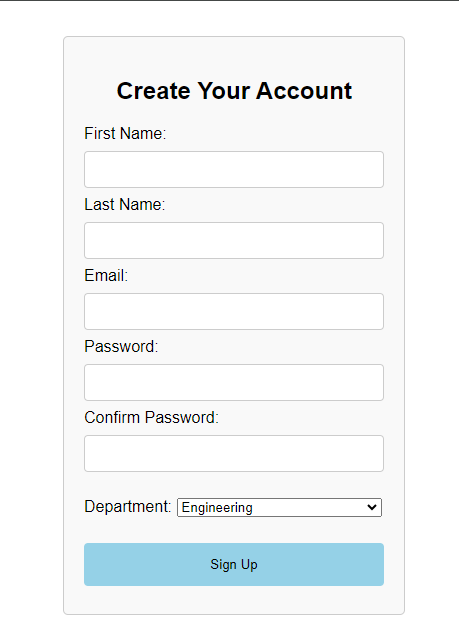 Create Your Account
First Name:
Last Name:
Email:
Password:
Confirm Password:
Department: Engineering
Sign Up